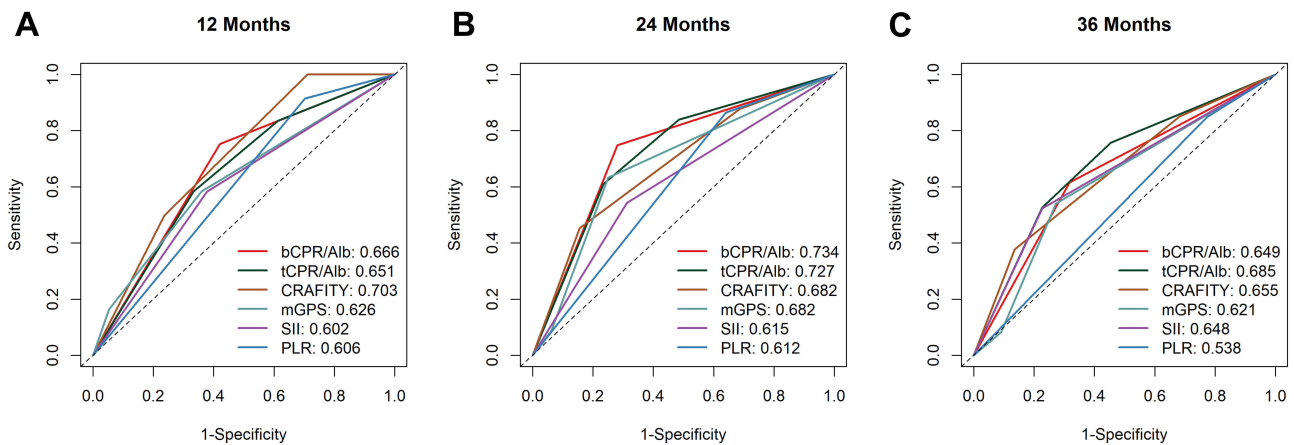 A
12 Months
Sensitivity
1.0
0.8
0.6
0.4
0.2
0.0
bCPR/Alb: 0.666
tCPR/Alb: 0.651
CRAFITY: 0.703
mGPS: 0.626
SII: 0.602
PLR: 0.606
0.0 0.2 0.4 0.6 0.8 1.0
1-Specificity
B
24 Months
Sensitivity
1.0
0.8
0.6
0.4
0.2
0.0
bCPR/Alb: 0.734
tCPR/Alb: 0.727
CRAFITY: 0.682
mGPS: 0.682
SII: 0.615
PLR: 0.612
0.0 0.2 0.4 0.6 0.8 1.0
1-Specificity
C
36 Months
Sensitivity
1.0
0.8
0.6
0.4
0.2
0.0
bCPR/Alb: 0.649
tCPR/Alb: 0.685
CRAFITY: 0.655
mGPS: 0.621
SII: 0.648
PLR: 0.538
0.0 0.2 0.4 0.6 0.8 1.0
1-Specificity